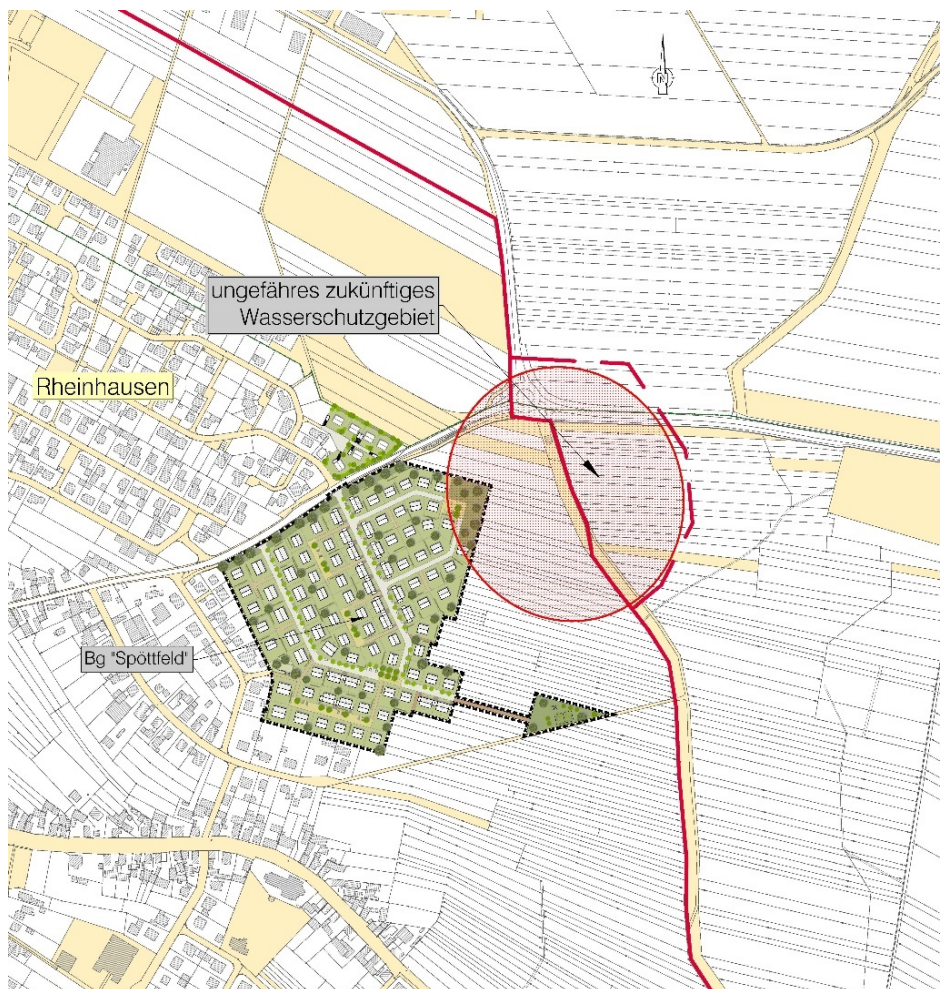 N
ungefähres zukünftiges
Wasserschutzgebiet
Rheinhausen
Bg "Spöttfeld"